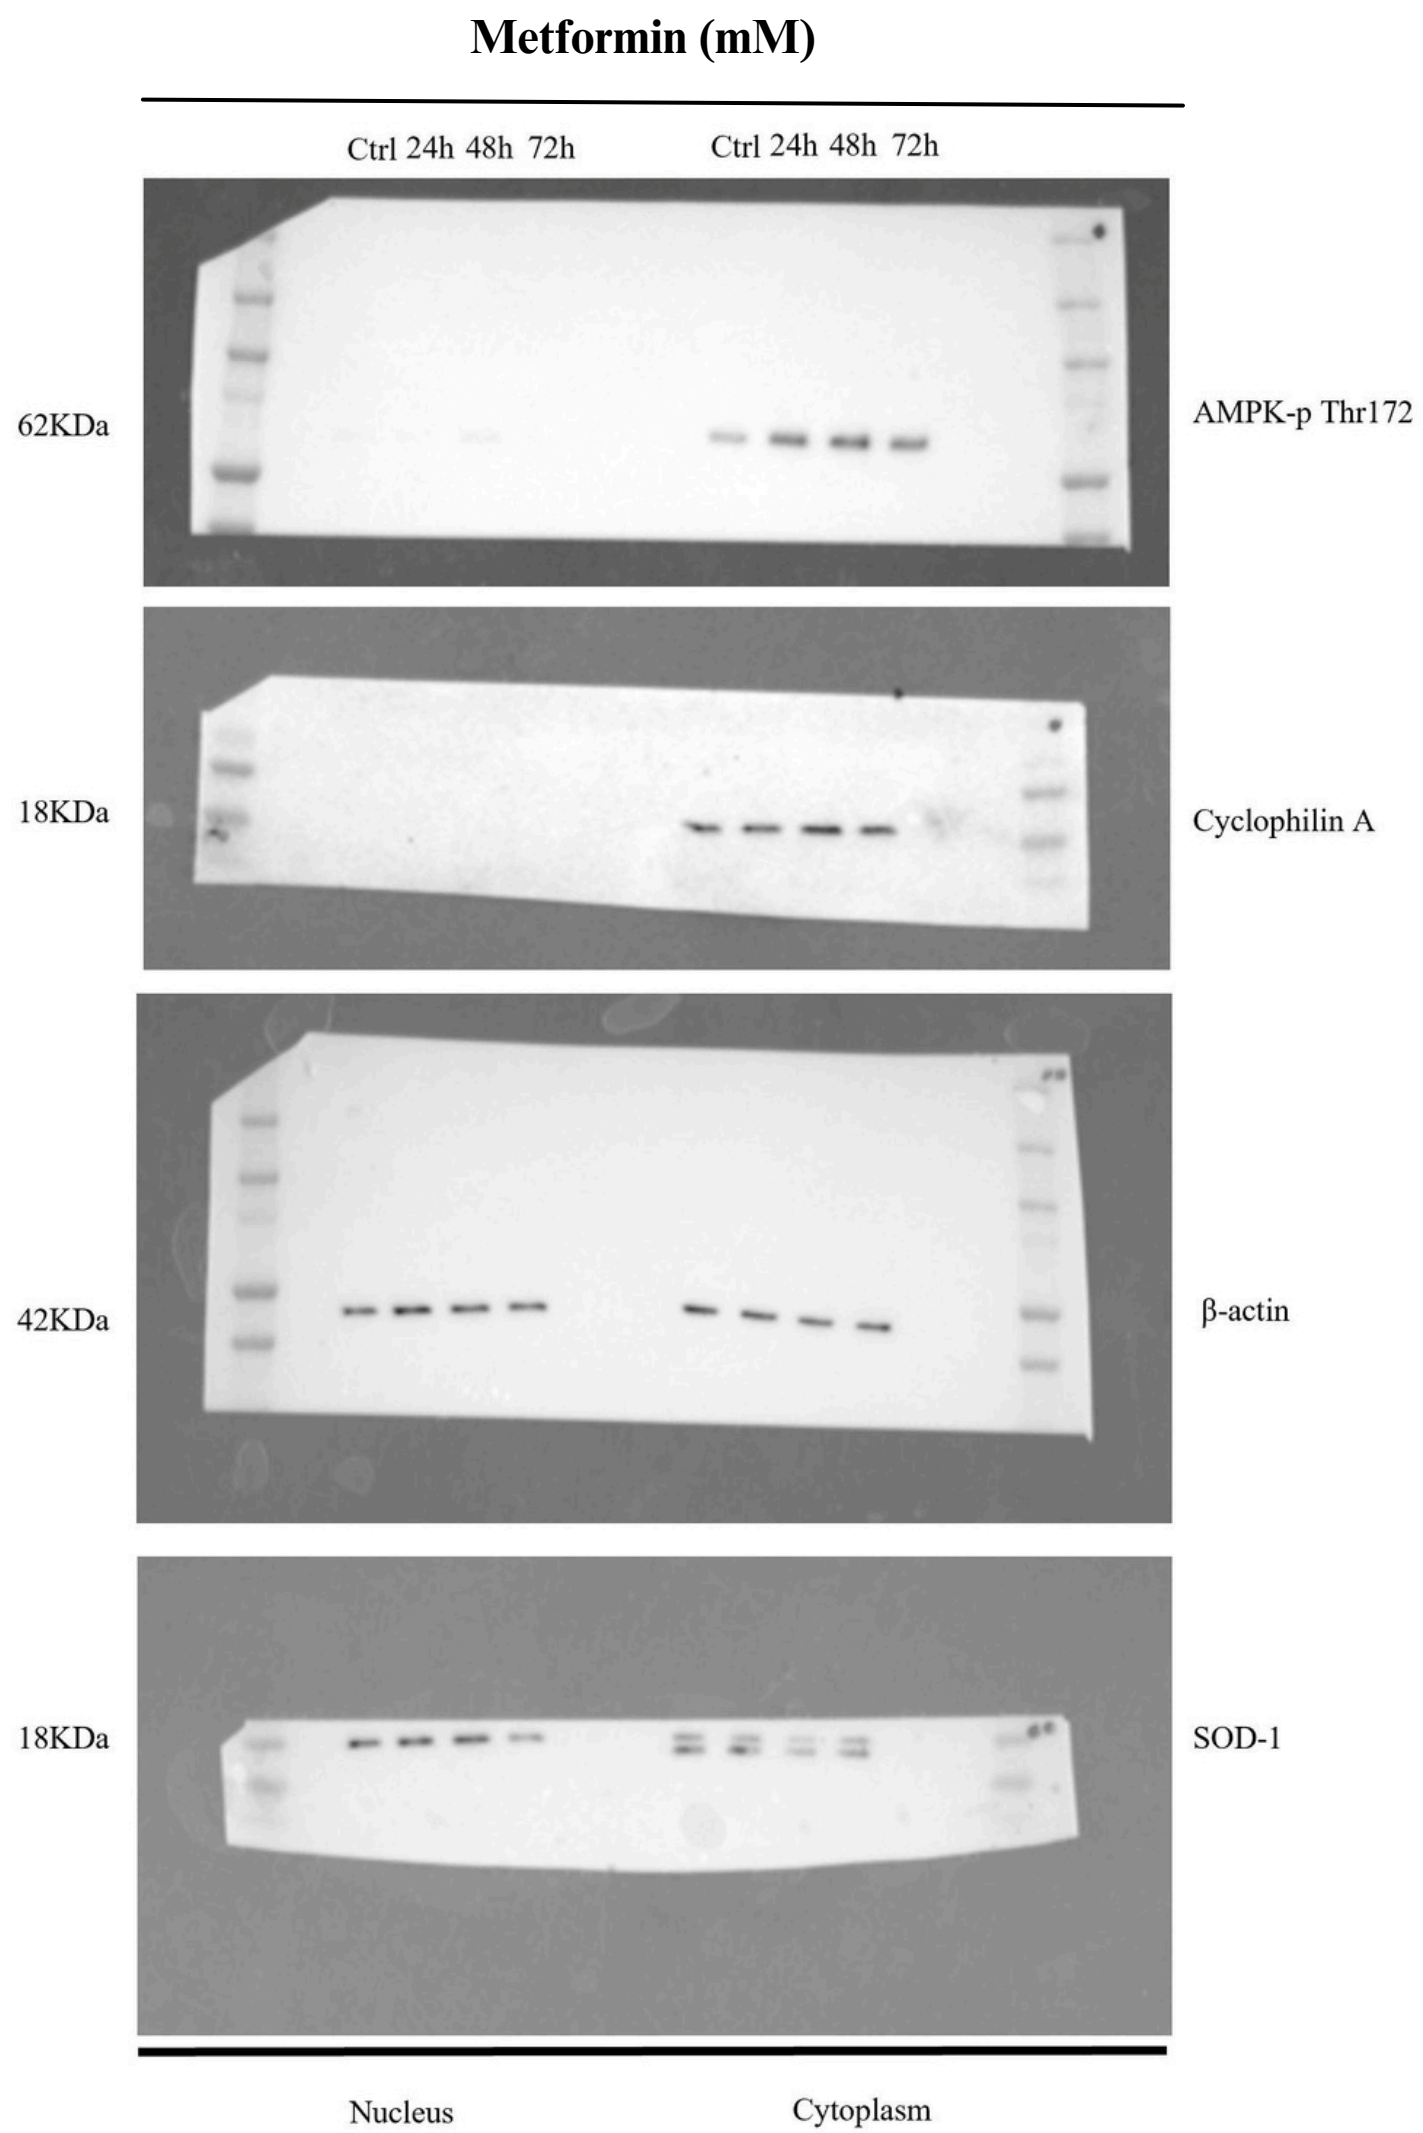 Metformin (mM)
Ctrl 24h 48h 72h Ctrl 24h 48h 72h
62KDa
AMPK-p Thr172
18KDa
Cyclophilin A
42KDa
β-actin
18KDa
SOD-1
Nucleus Cytoplasm